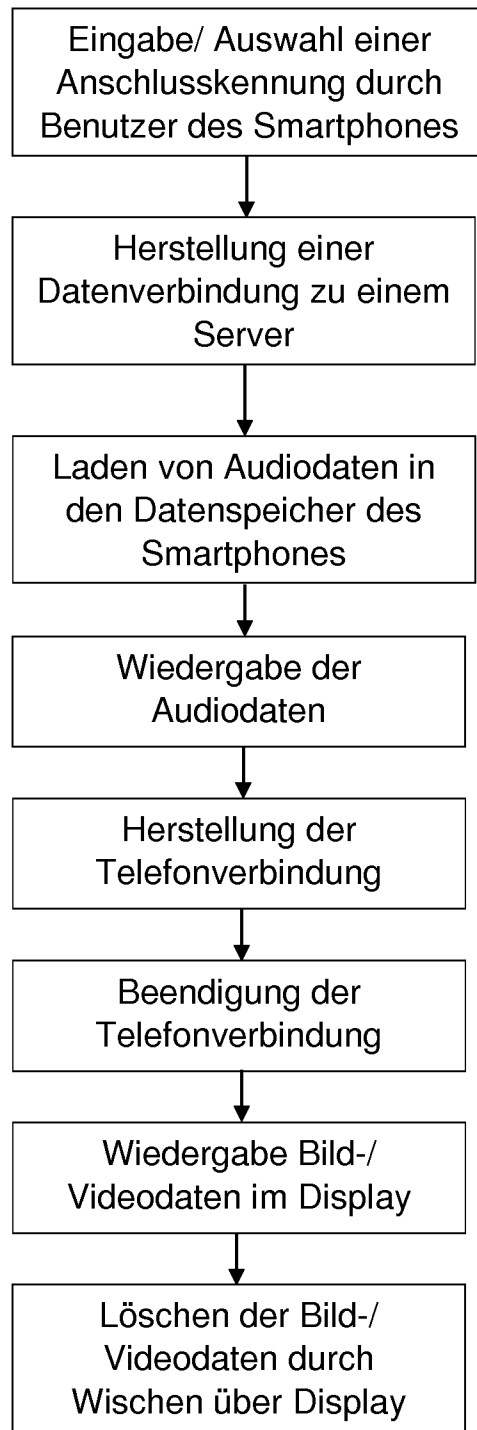 Eingabe/ Auswahl einer
Anschlusskennung durch
Benutzer des Smartphones
Herstellung einer
Datenverbindung zu einem
Server
Laden von Audiodaten in
den Datenspeicher des
Smartphones
Wiedergabe der
Audiodaten
Herstellung der
Telefonverbindung
Beendigung der
Telefonverbindung
Wiedergabe Bild-/
Videodaten im Display
Löschen der Bild-/
Videodaten durch
Wischen über Display